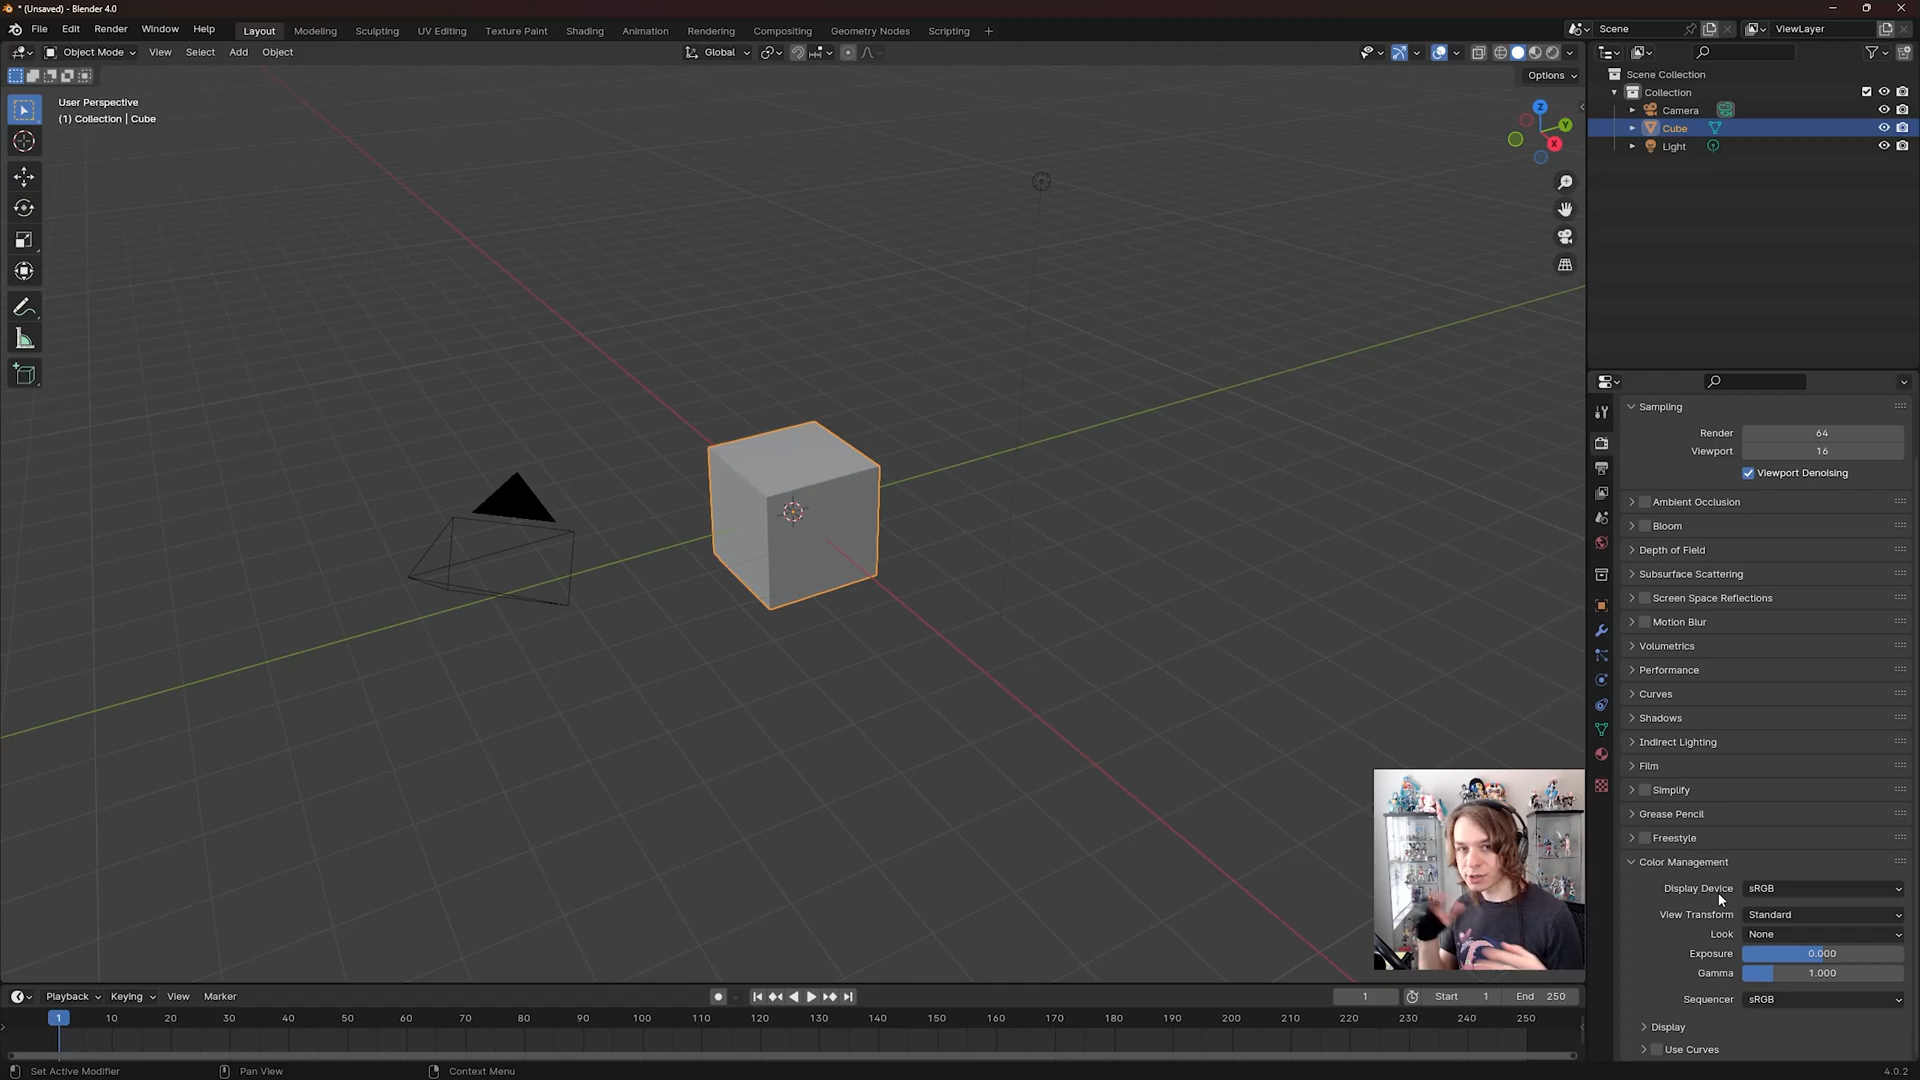 * (Unsaved) - Blender 4.0
File Edit Render Window Help
Layout Modeling Sculpting UV Editing Texture Paint Shading Animation Rendering Compositing Geometry Nodes Scripting +
Scene
ViewLayer
Object Mode View Select Add Object
Global
Options
User Perspective
(1) Collection | Cube
Z
Y
X
Scene Collection
Collection
Camera
Cube
Light
Sampling
Render 64
Viewport 16
Viewport Denoising
Ambient Occlusion
Bloom
Depth of Field
Subsurface Scattering
Screen Space Reflections
Motion Blur
Volumetrics
Performance
Curves
Shadows
Indirect Lighting
Film
Simplify
Grease Pencil
Freestyle
Color Management
Display Device sRGB
View Transform Standard
Look None
Exposure 0.000
Gamma 1.000
Sequencer sRGB
Display
Use Curves
Playback Keying View Marker
1 Start 1 End 250
1 10 20 30 40 50 60 70 80 90 100 110 120 130 140 150 160 170 180 190 200 210 220 230 240 250
Set Active Modifier Pan View Context Menu 4.0.2